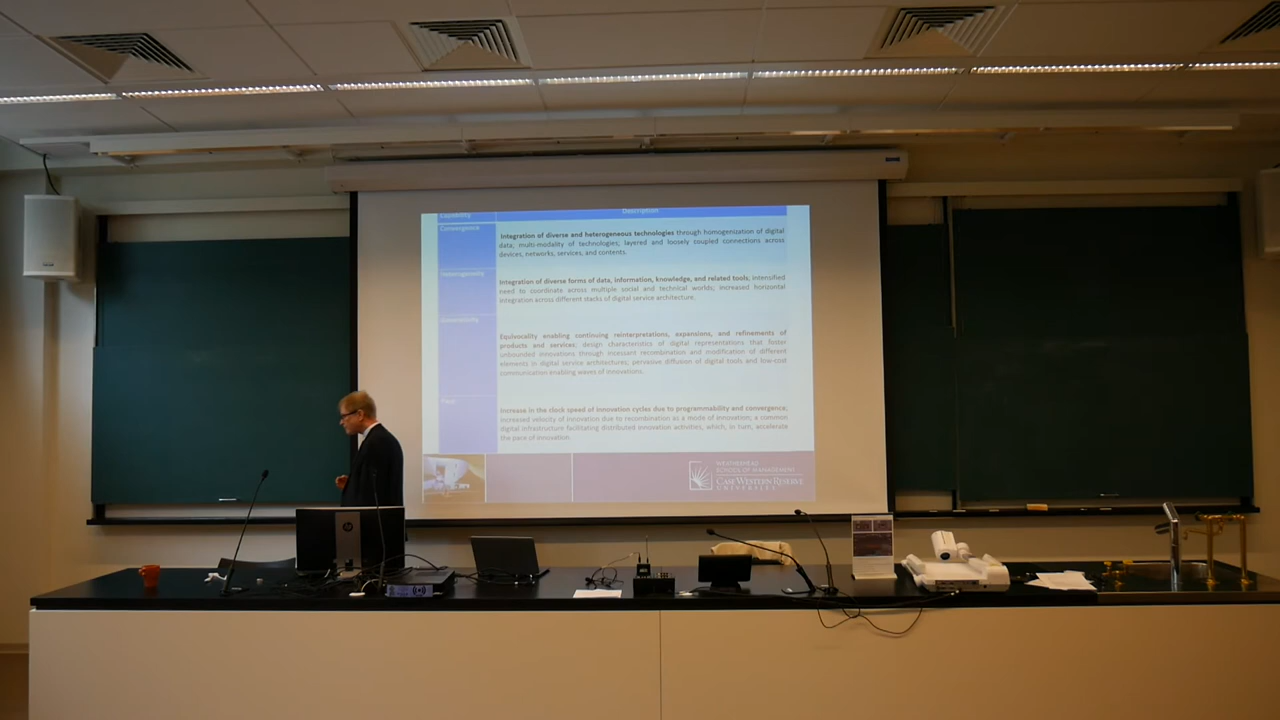 Description
Convergence
Integration of diverse and heterogeneous technologies through homogenization of digital
data; multi-modality of technologies; layered and loosely coupled connections across
devices, networks, services, and contents.
Heterogeneity
Integration of diverse forms of data, information, knowledge, and related tools; intensified
need to coordinate across multiple social and technical worlds; increased horizontal
integration across different stacks of digital service architecture;
Equivocality enabling continuing reinterpretations, expansions, and refinements of
products and services; design characteristics of digital representations that foster
unbounded innovations through incessant recombination and modification of different
elements in digital service architectures; pervasive diffusion of digital tools and low-cost
communication enabling waves of innovations.
Pace
Increase in the clock speed of innovation cycles due to programmability and convergence;
increased velocity of innovation due to recombination as a mode of innovation; a common
digital infrastructure facilitating distributed innovation activities, which, in turn, accelerate
the pace of innovation
WEATHERHEAD
SCHOOL OF MANAGEMENT
CASE WESTERN RESERVE
UNIVERSITY
hp